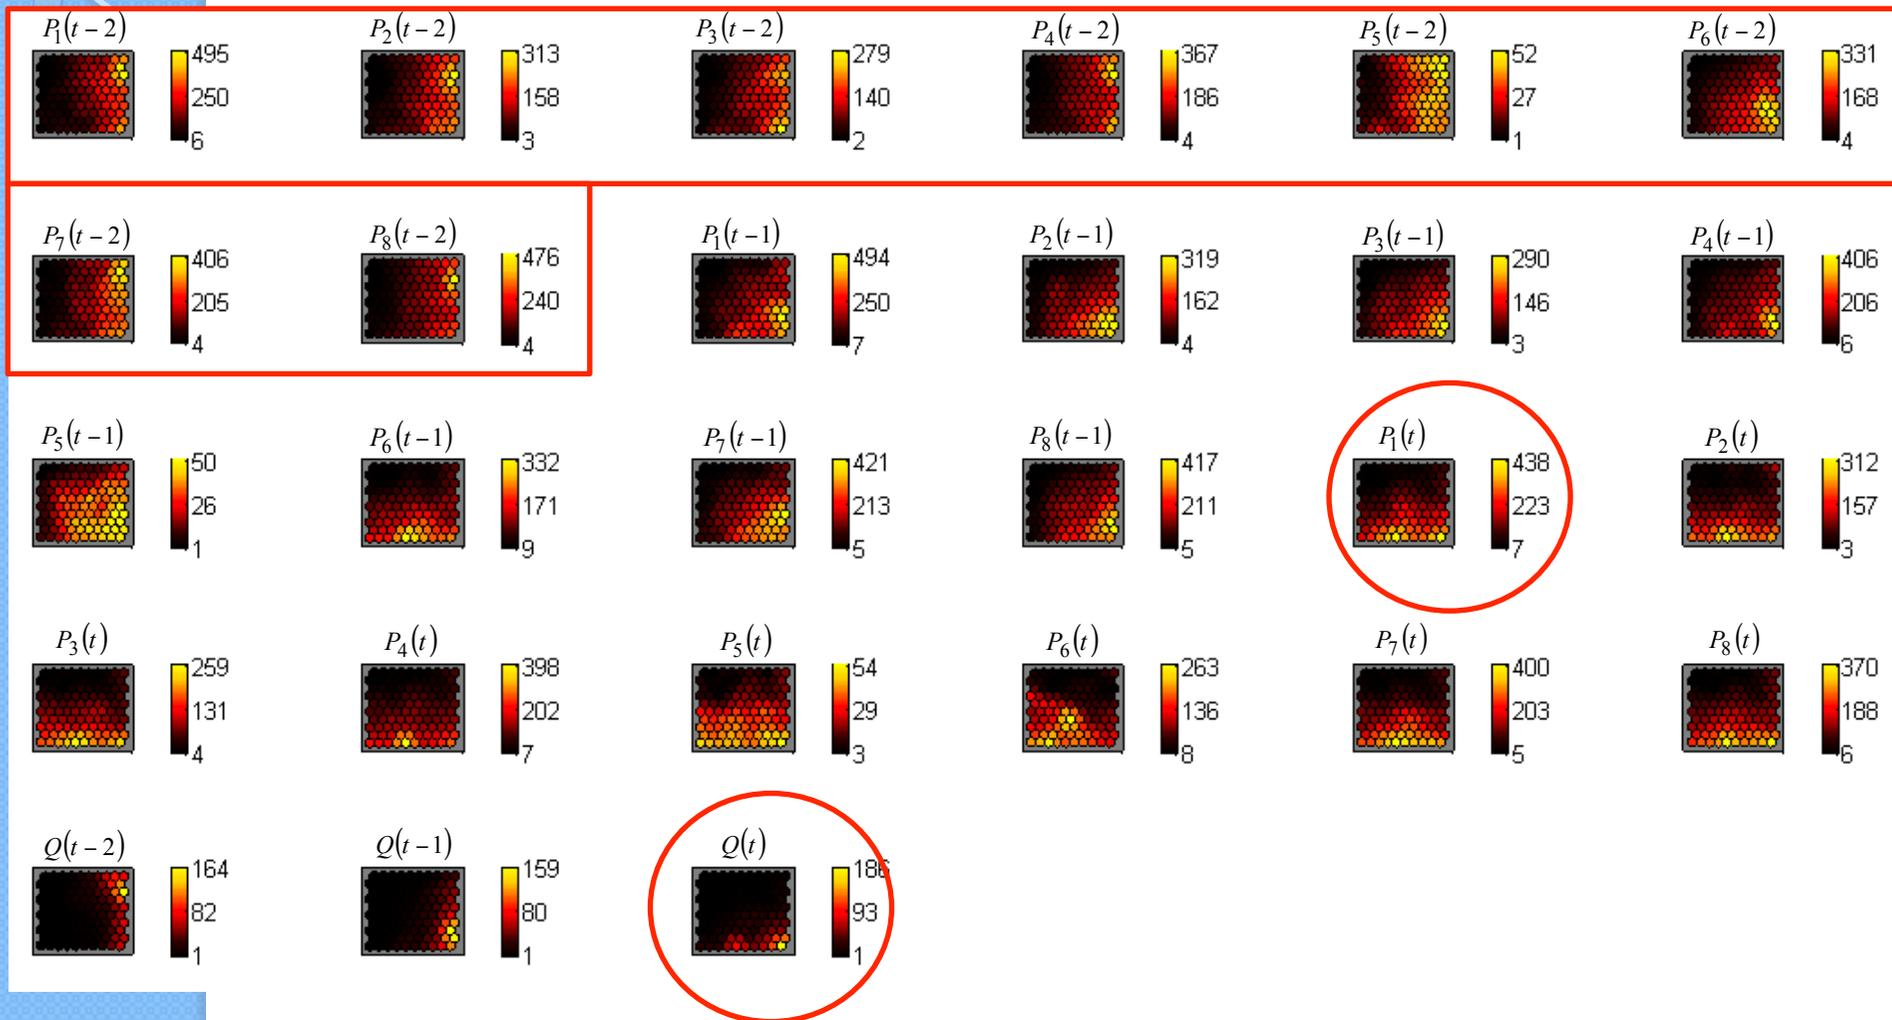 P₁(t − 2) P₂(t − 2) P₃(t − 2) P₄(t − 2) P₅(t − 2) P₆(t − 2)
495 313 279 367 52 331
250 158 140 186 27 168
6 3 2 4 1 4
P₇(t − 2) P₈(t − 2) P₁(t − 1) P₂(t − 1) P₃(t − 1) P₄(t − 1)
406 476 494 319 290 406
205 240 250 162 146 206
4 4 7 4 3 6
P₅(t − 1) P₆(t − 1) P₇(t − 1) P₈(t − 1) P₁(t) P₂(t)
50 332 421 417 438 312
26 171 213 211 223 157
1 9 5 5 7 3
P₃(t) P₄(t) P₅(t) P₆(t) P₇(t) P₈(t)
259 398 54 263 400 370
131 202 29 136 203 188
4 7 3 8 5 6
Q(t − 2) Q(t − 1) Q(t)
164 159 186
82 80 93
1 1 1